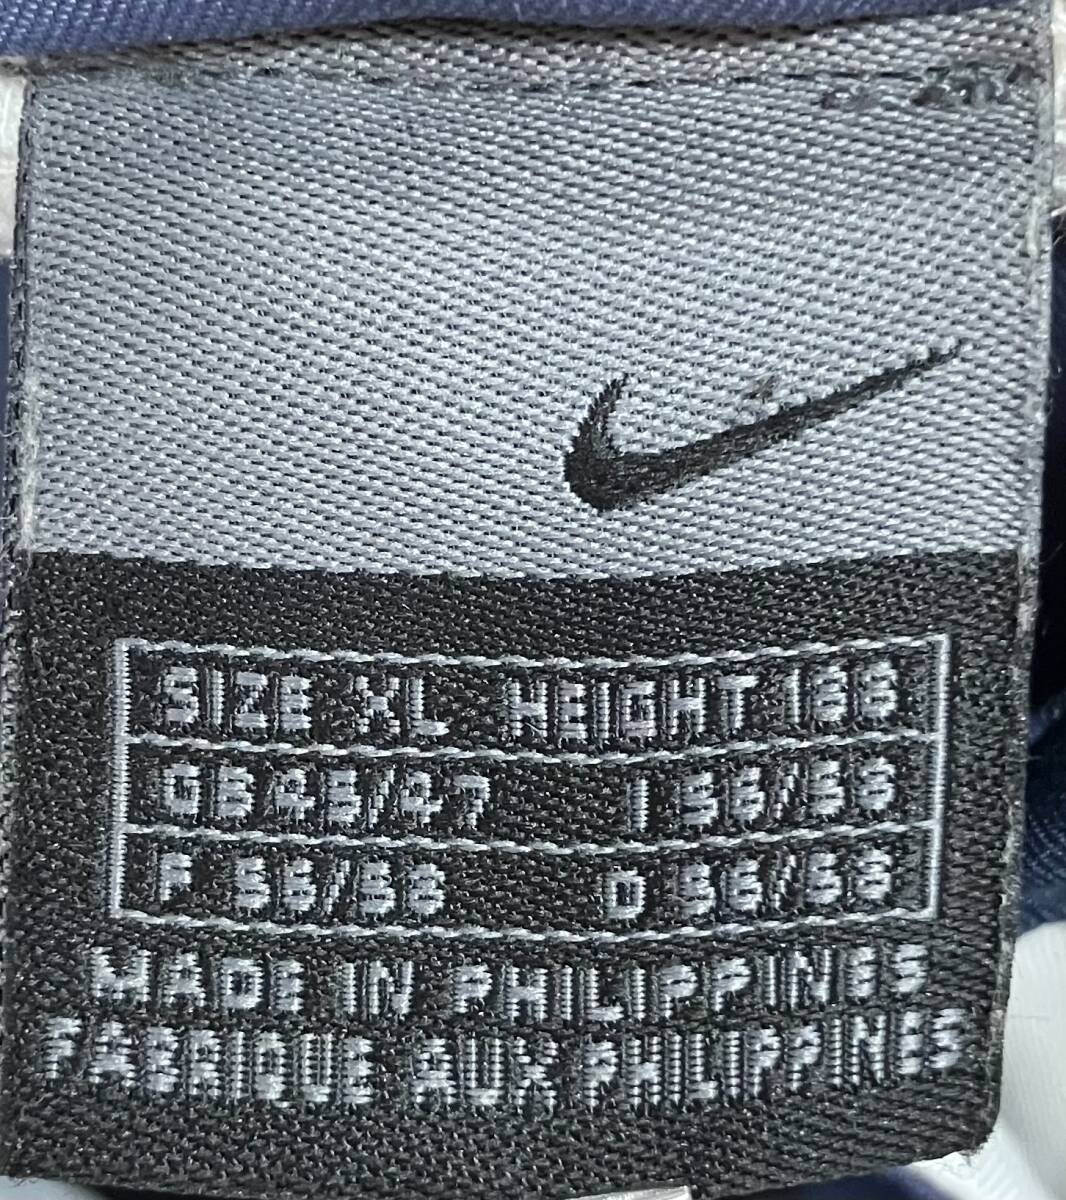 SIZE XL HEIGHT 188
GB 45/47 I 56/58
F 56/58 D 56/58
MADE IN PHILIPPINES
FABRIQUE AUX PHILIPPINES